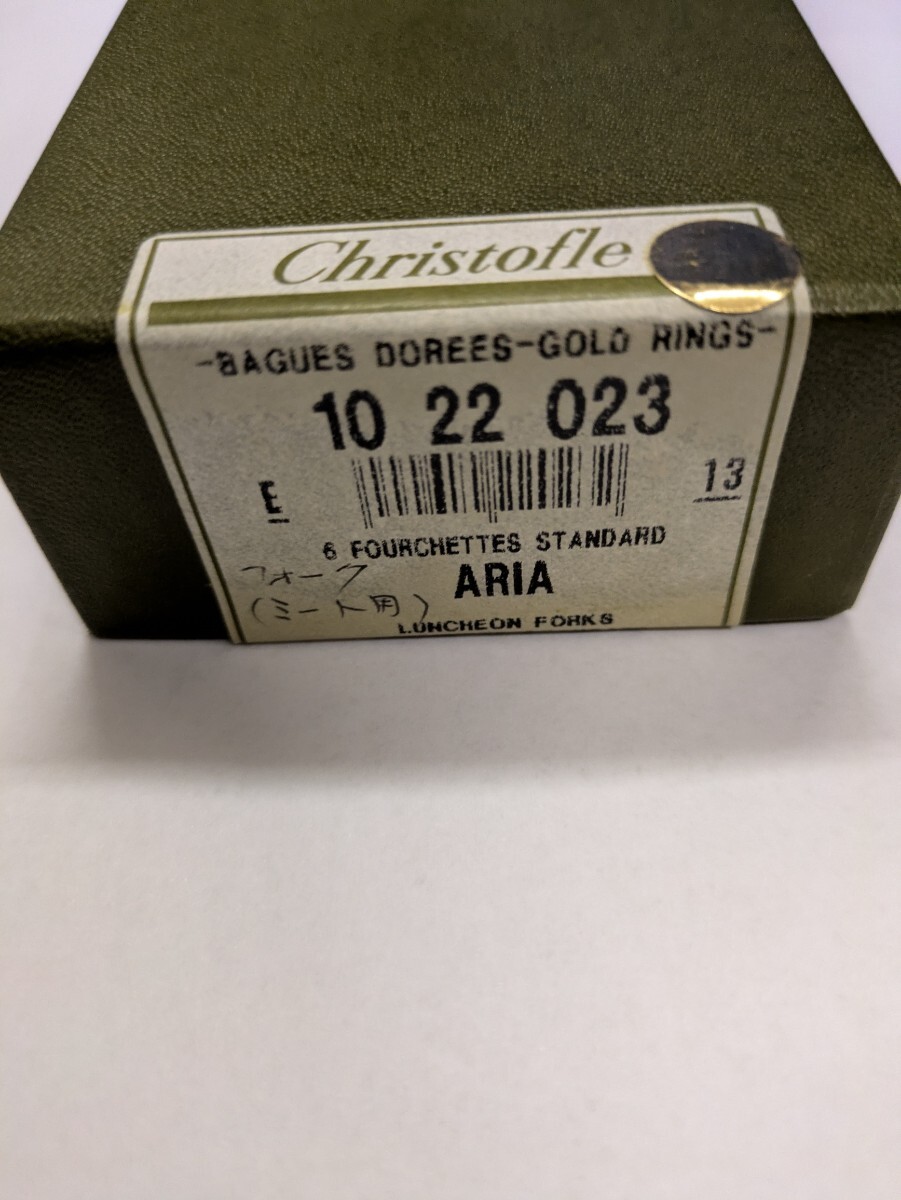 Christofle
-BAGUES DOREES-GOLD RINGS-
10 22 023
E
13
6 FOURCHETTES STANDARD
フォーク
ARIA
(ミート用)
LUNCHEON FORKS